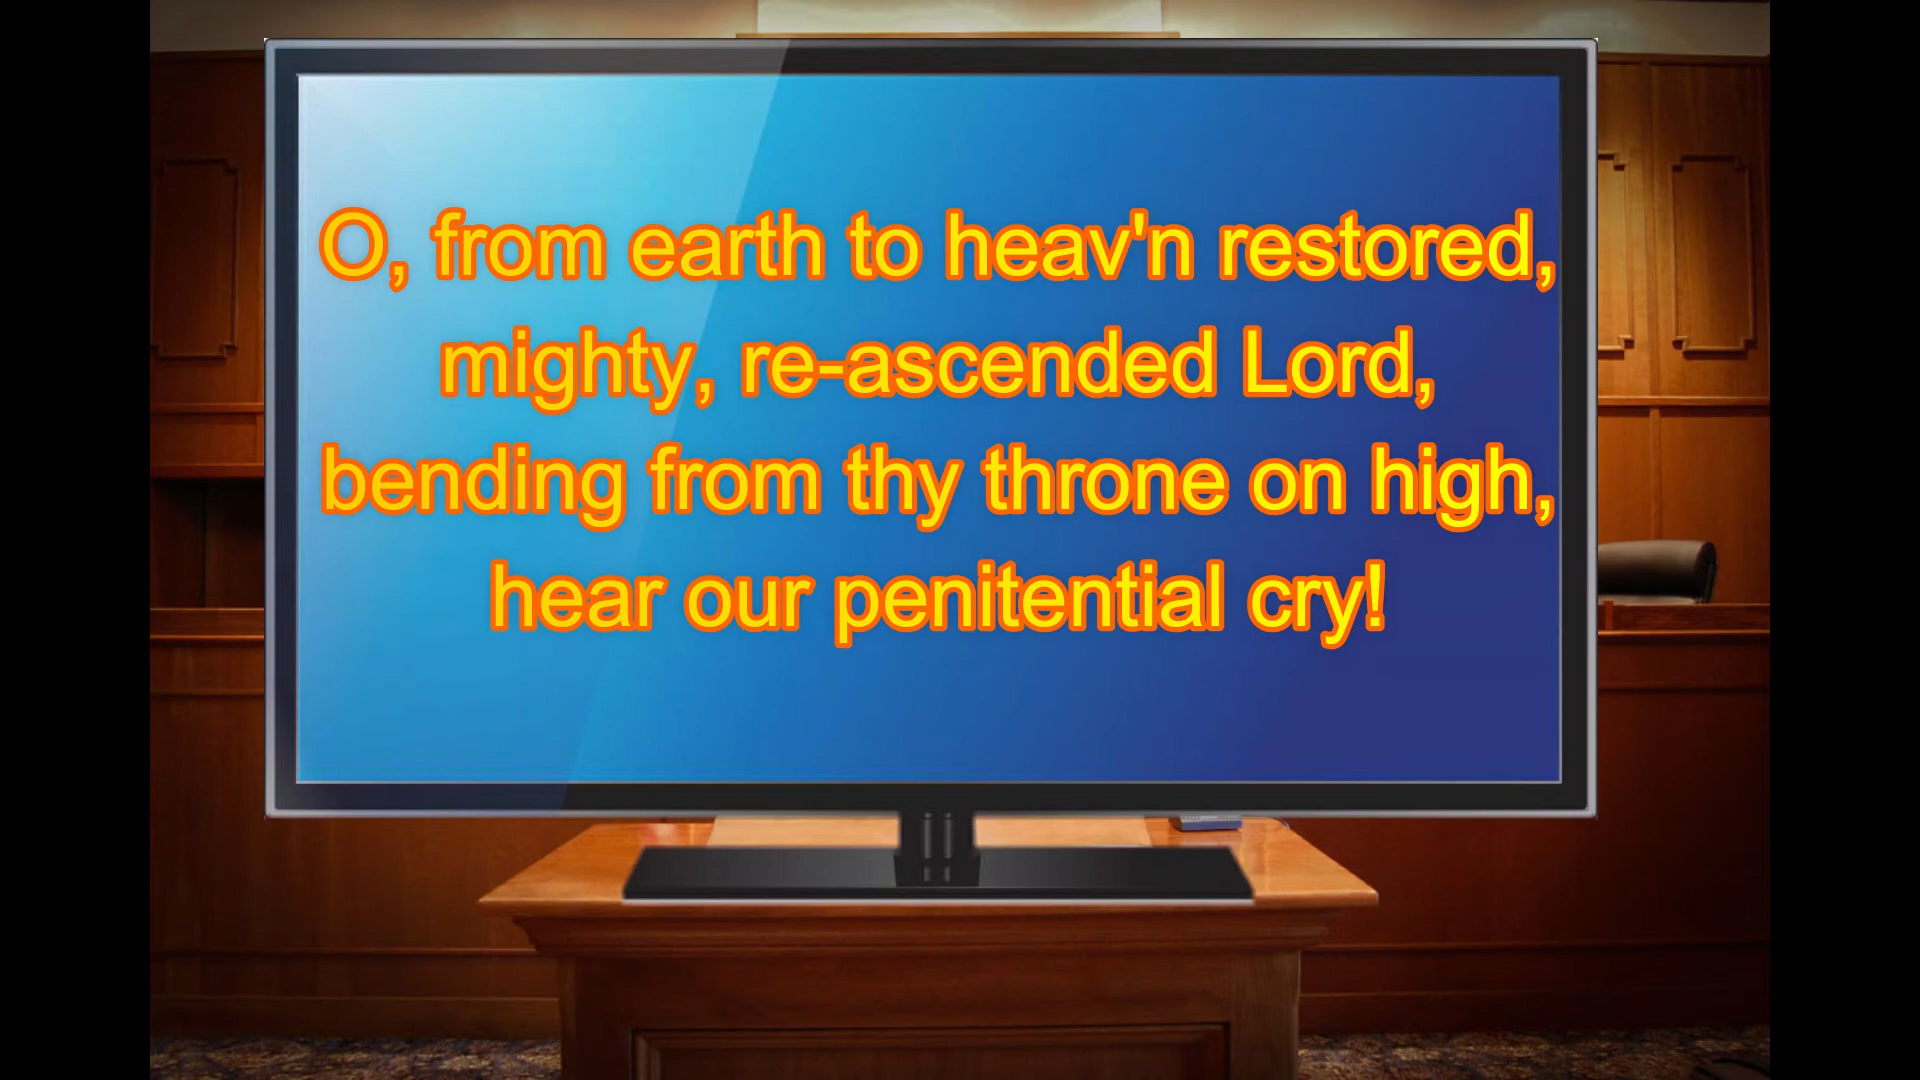 O, from earth to heav'n restored,
mighty, re-ascended Lord,
bending from thy throne on high,
hear our penitential cry!